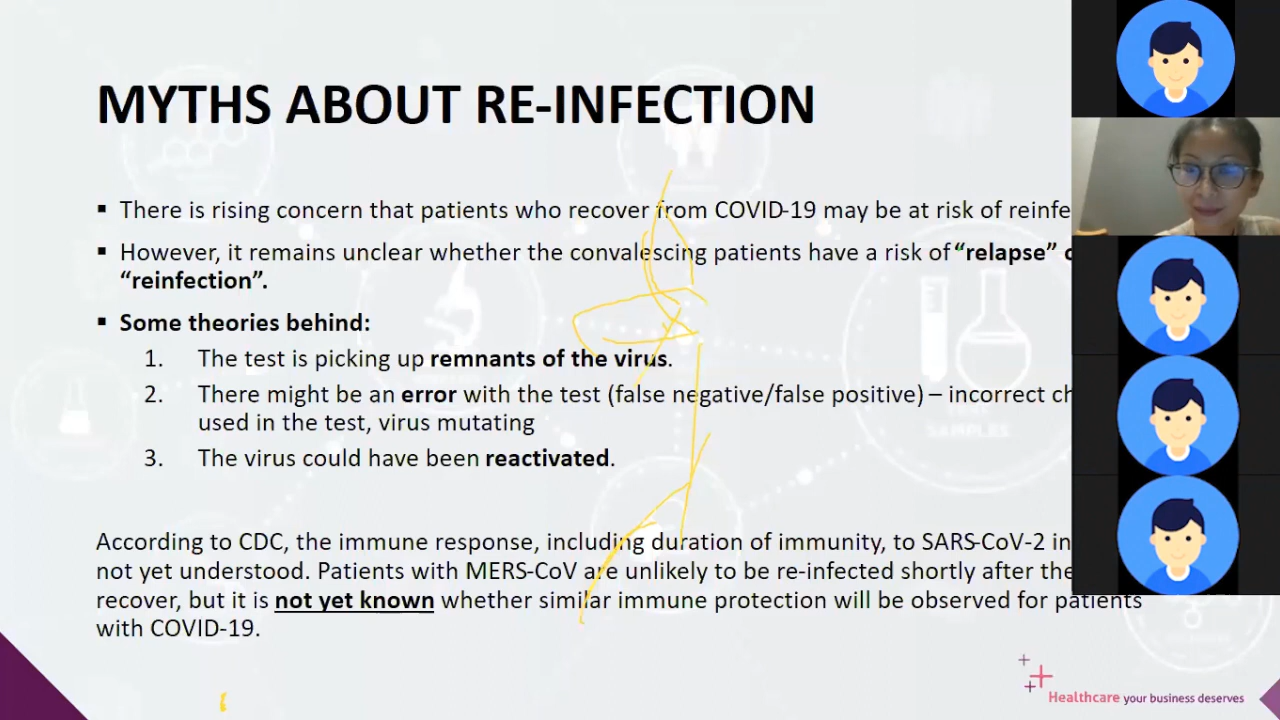 MYTHS ABOUT RE-INFECTION
▪ There is rising concern that patients who recover from COVID-19 may be at risk of reinfe
▪ However, it remains unclear whether the convalescing patients have a risk of “relapse”
“reinfection”.
▪ Some theories behind:
1. The test is picking up remnants of the virus.
2. There might be an error with the test (false negative/false positive) – incorrect ch
used in the test, virus mutating
3. The virus could have been reactivated.
According to CDC, the immune response, including duration of immunity, to SARS-CoV-2 in
not yet understood. Patients with MERS-CoV are unlikely to be re-infected shortly after the
recover, but it is not yet known whether similar immune protection will be observed for patients
with COVID-19.
Healthcare your business deserves